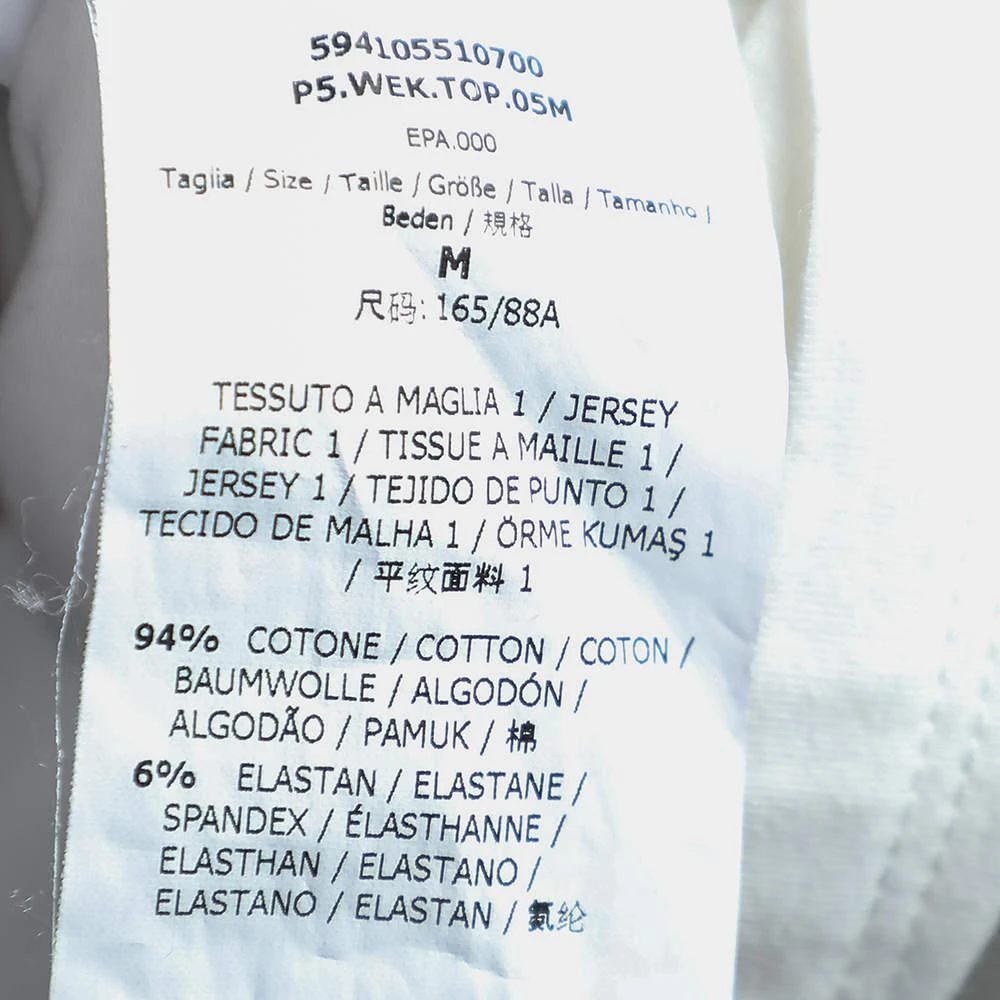 594105510700
P5.WEK.TOP.05M
EPA.000
Taglia / Size / Taille / Größe / Talla / Tamanho /
Beden / 規格
M
尺码: 165/88A
TESSUTO A MAGLIA 1 / JERSEY
FABRIC 1 / TISSUE A MAILLE 1 /
JERSEY 1 / TEJIDO DE PUNTO 1 /
TECIDO DE MALHA 1 / ÖRME KUMAŞ 1
/ 平纹面料 1
94% COTONE / COTTON / COTON /
BAUMWOLLE / ALGODÓN /
ALGODÃO / PAMUK / 棉
6% ELASTAN / ELASTANE /
SPANDEX / ÉLASTHANNE /
ELASTHAN / ELASTANO /
ELASTANO / ELASTAN / 氨纶